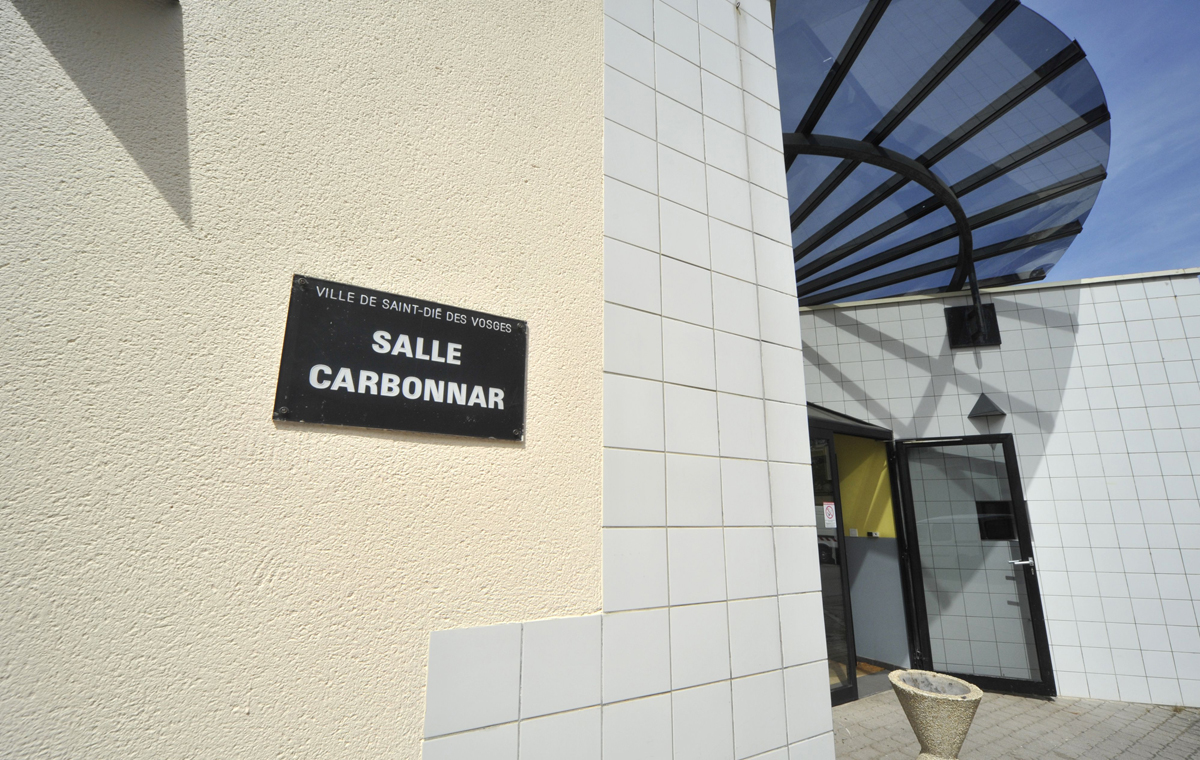 VILLE DE SAINT-DIÉ DES VOSGES
SALLE
CARBONNAR